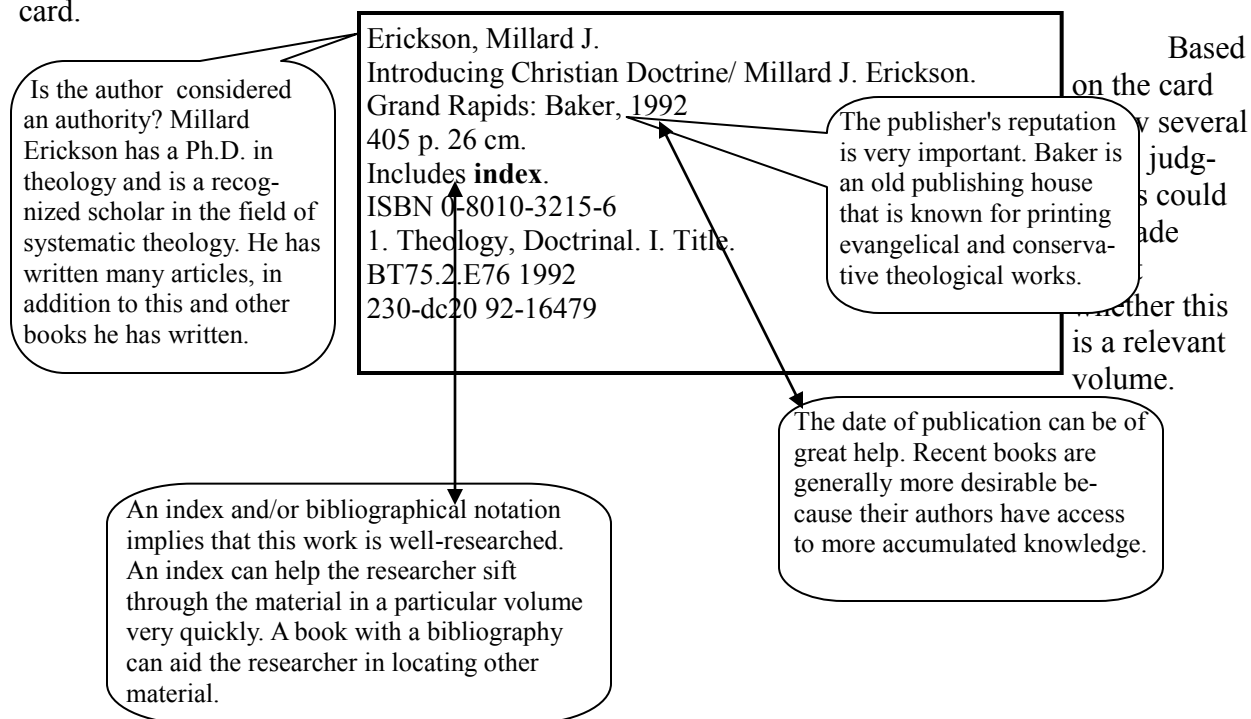 card.
Erickson, Millard J.
Introducing Christian Doctrine/ Millard J. Erickson.
Grand Rapids: Baker, 1992
405 p. 26 cm.
Includes index.
ISBN 0-8010-3215-6
1. Theology, Doctrinal. I. Title.
BT75.2.E76 1992
230-dc20 92-16479
Is the author considered
an authority? Millard
Erickson has a Ph.D. in
theology and is a recog-
nized scholar in the field of
systematic theology. He has
written many articles, in
addition to this and other
books he has written.
The publisher's reputation
is very important. Baker is
an old publishing house
that is known for printing
evangelical and conserva-
tive theological works.
Based
on the card
several
judg-
could
whether this
is a relevant
volume.
The date of publication can be of
great help. Recent books are
generally more desirable be-
cause their authors have access
to more accumulated knowledge.
An index and/or bibliographical notation
implies that this work is well-researched.
An index can help the researcher sift
through the material in a particular volume
very quickly. A book with a bibliography
can aid the researcher in locating other
material.